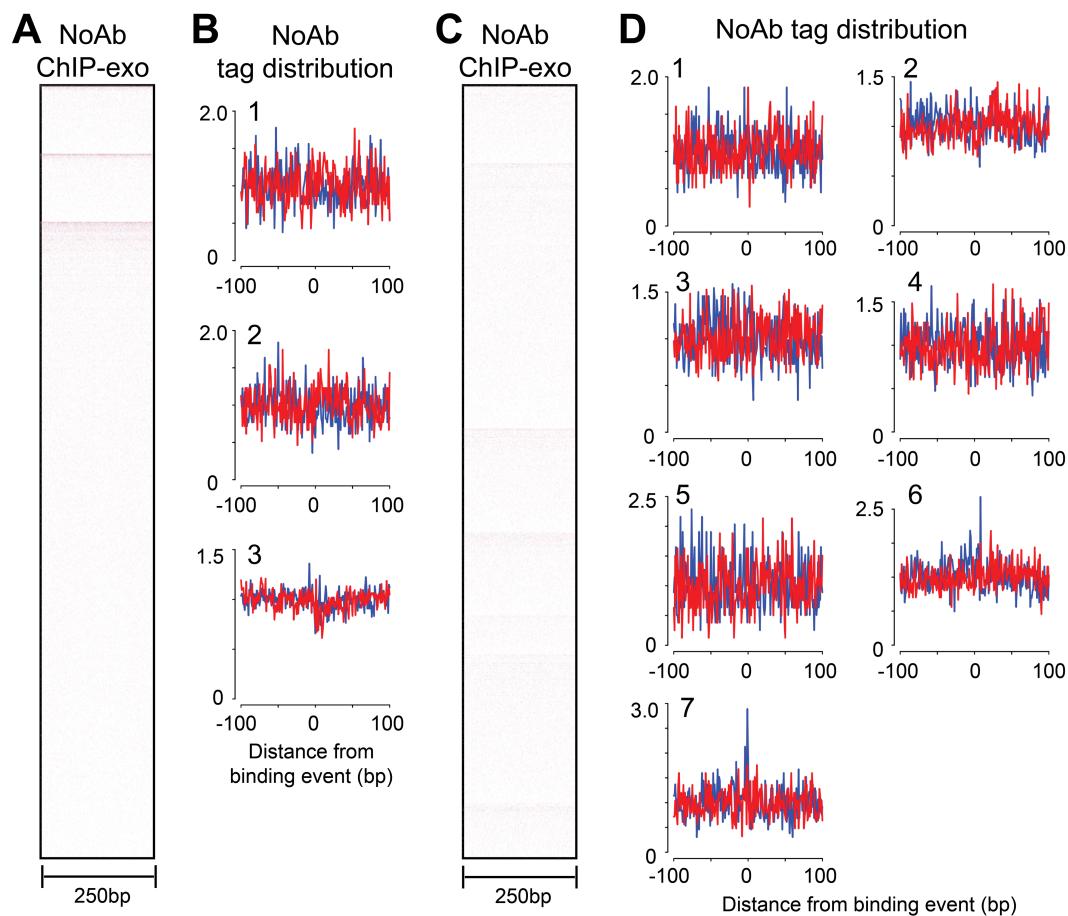 A
NoAb
ChIP-exo
250bp
B
NoAb
tag distribution
1
2.0
0
-100 0 100
2
2.0
0
-100 0 100
3
1.5
0
-100 0 100
Distance from
binding event (bp)
C
NoAb
ChIP-exo
250bp
D
NoAb tag distribution
1
2.0
0
-100 0 100
2
1.5
0
-100 0 100
3
1.5
0
-100 0 100
4
1.5
0
-100 0 100
5
2.5
0
-100 0 100
6
2.5
0
-100 0 100
7
3.0
0
-100 0 100
Distance from binding event (bp)